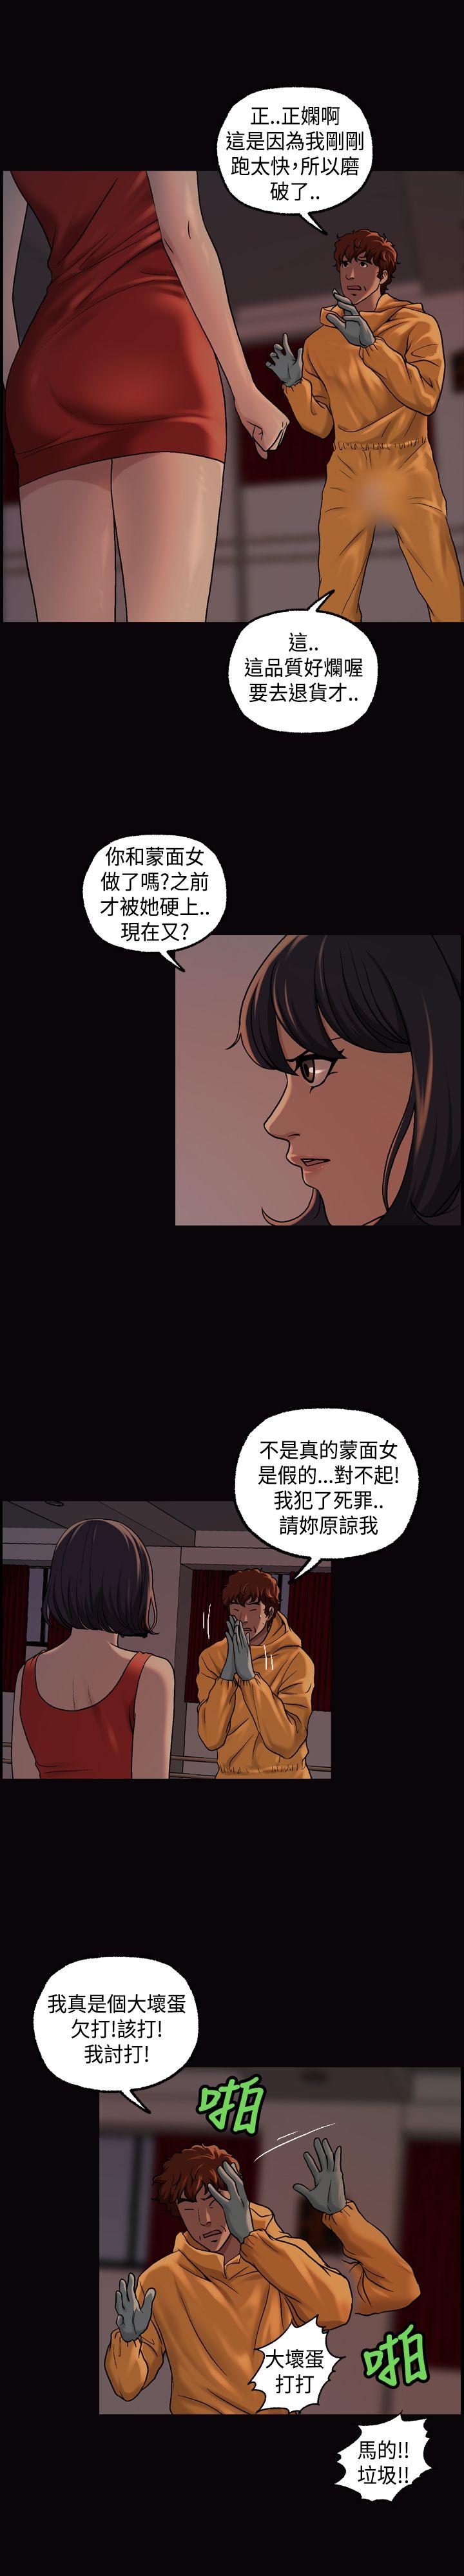 正..正嫻啊
這是因為我剛剛
跑太快,所以磨
破了..
這..
這品質好爛喔
要去退貨才..
你和蒙面女
做了嗎?之前
才被她硬上..
現在又?
不是真的蒙面女
是假的...對不起!
我犯了死罪..
請妳原諒我
我真是個大壞蛋
欠打!該打!
我討打!
啪
大壞蛋
打打
啪
馬的!!
垃圾!!